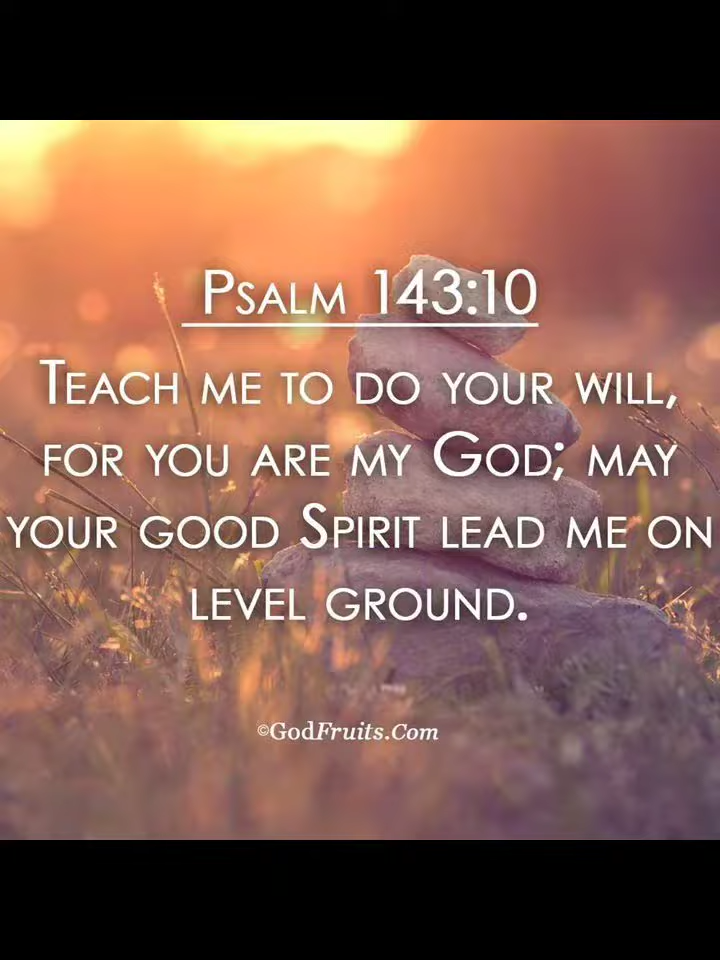 Psalm 143:10
Teach me to do your will,
for you are my God; may
your good Spirit lead me on
level ground.
©GodFruits.Com